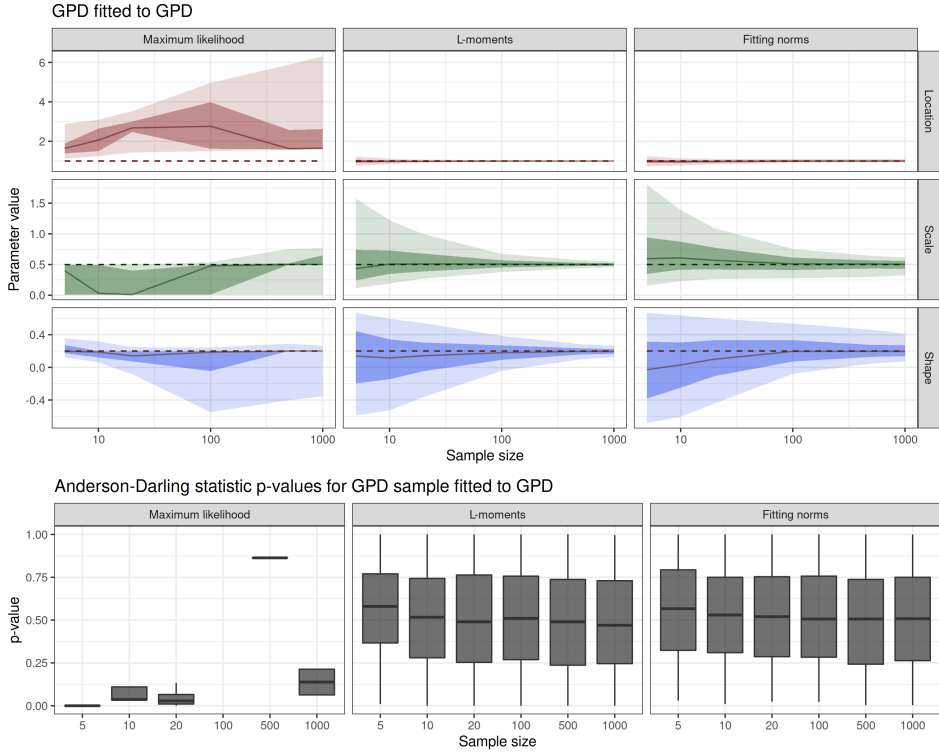 GPD fitted to GPD
Maximum likelihood
L-moments
Fitting norms
6
4
2
Location
1.5
1.0
0.5
0.0
Scale
0.4
0.0
-0.4
Shape
Parameter value
10 100 1000
10 100 1000
10 100 1000
Sample size
Anderson-Darling statistic p-values for GPD sample fitted to GPD
Maximum likelihood
L-moments
Fitting norms
1.00
0.75
0.50
0.25
0.00
p-value
5 10 20 100 500 1000
5 10 20 100 500 1000
5 10 20 100 500 1000
Sample size